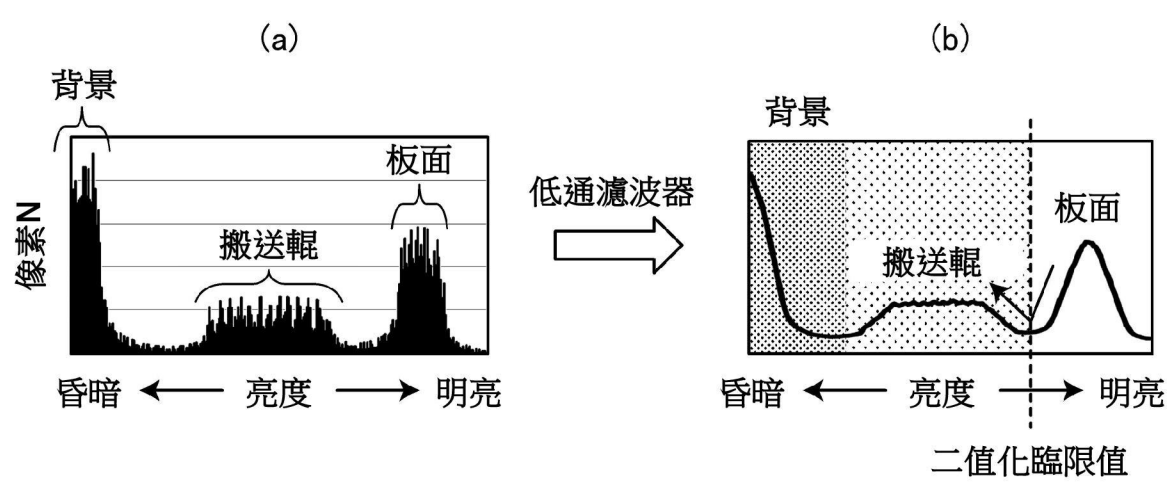 (a)
背景
板面
搬送輥
像素N
昏暗 亮度 明亮
低通濾波器
(b)
背景
板面
搬送輥
昏暗 亮度 明亮
二值化臨限值